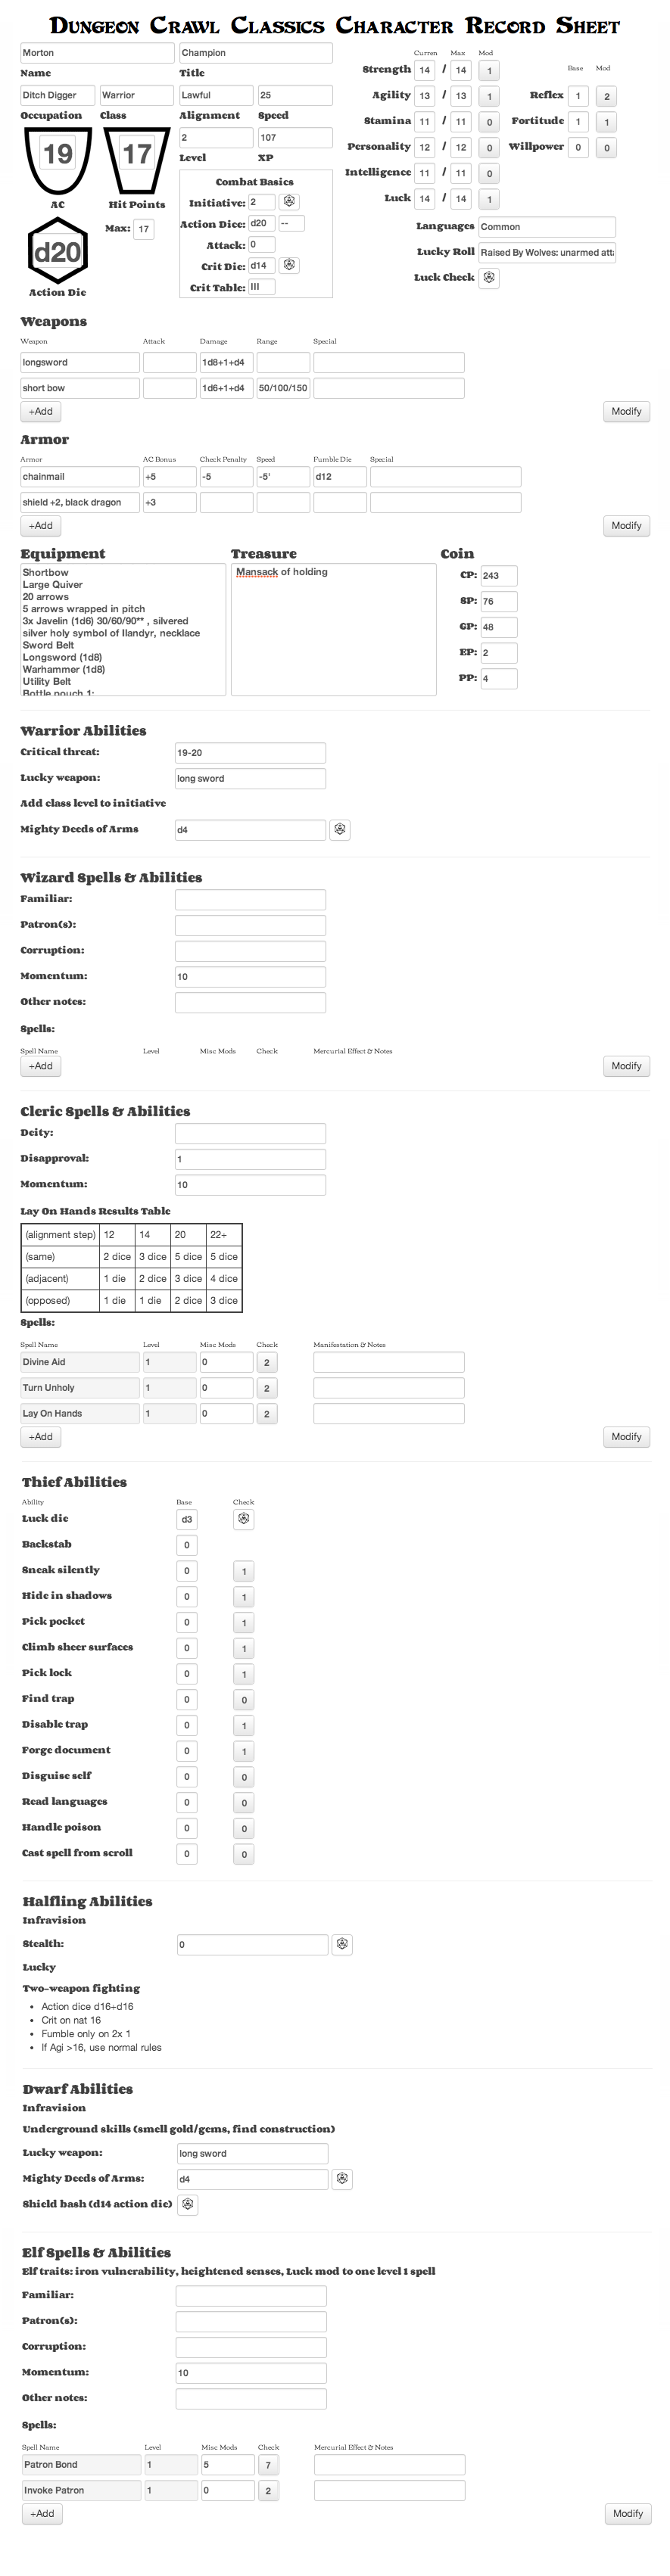 Dungeon Crawl Classics Character Record Sheet
Morton Champion
Name Title
Ditch Digger Warrior Lawful 25
Occupation Class Alignment Speed
19 17 2 107
AC Hit Points Level XP
Max: 17
d20
Action Die
Combat Basics
Initiative: 2
Action Dice: d20 --
Attack: 0
Crit Die: d14
Crit Table: III
Curren Max Mod
Strength 14 / 14 1
Agility 13 / 13 1
Stamina 11 / 11 0
Personality 12 / 12 0
Intelligence 11 / 11 0
Luck 14 / 14 1
Base Mod
Reflex 1 2
Fortitude 1 1
Willpower 0 0
Languages Common
Lucky Roll Raised By Wolves: unarmed atta
Luck Check
Weapons
Weapon Attack Damage Range Special
longsword 1d8+1+d4
short bow 1d6+1+d4 50/100/150
+Add Modify
Armor
Armor AC Bonus Check Penalty Speed Fumble Die Special
chainmail +5 -5 -5' d12
shield +2, black dragon +3
+Add Modify
Equipment
Shortbow
Large Quiver
20 arrows
5 arrows wrapped in pitch
3x Javelin (1d6) 30/60/90** , silvered
silver holy symbol of Ilandyr, necklace
Sword Belt
Longsword (1d8)
Warhammer (1d8)
Utility Belt
Bottle pouch 1:
Treasure
Mansack of holding
Coin
CP: 243
SP: 76
GP: 48
EP: 2
PP: 4
Warrior Abilities
Critical threat: 19-20
Lucky weapon: long sword
Add class level to initiative
Mighty Deeds of Arms d4
Wizard Spells & Abilities
Familiar:
Patron(s):
Corruption:
Momentum: 10
Other notes:
Spells:
Spell Name Level Misc Mods Check Mercurial Effect & Notes
+Add Modify
Cleric Spells & Abilities
Deity:
Disapproval: 1
Momentum: 10
Lay On Hands Results Table
(alignment step) 12 14 20 22+
(same) 2 dice 3 dice 5 dice 5 dice
(adjacent) 1 die 2 dice 3 dice 4 dice
(opposed) 1 die 1 die 2 dice 3 dice
Spells:
Spell Name Level Misc Mods Check Manifestation & Notes
Divine Aid 1 0 2
Turn Unholy 1 0 2
Lay On Hands 1 0 2
+Add Modify
Thief Abilities
Ability Base Check
Luck die d3
Backstab 0
Sneak silently 0 1
Hide in shadows 0 1
Pick pocket 0 1
Climb sheer surfaces 0 1
Pick lock 0 1
Find trap 0 0
Disable trap 0 1
Forge document 0 1
Disguise self 0 0
Read languages 0 0
Handle poison 0 0
Cast spell from scroll 0 0
Halfling Abilities
Infravision
Stealth: 0
Lucky
Two-weapon fighting
• Action dice d16+d16
• Crit on nat 16
• Fumble only on 2x 1
• If Agi >16, use normal rules
Dwarf Abilities
Infravision
Underground skills (smell gold/gems, find construction)
Lucky weapon: long sword
Mighty Deeds of Arms: d4
Shield bash (d14 action die)
Elf Spells & Abilities
Elf traits: iron vulnerability, heightened senses, Luck mod to one level 1 spell
Familiar:
Patron(s):
Corruption:
Momentum: 10
Other notes:
Spells:
Spell Name Level Misc Mods Check Mercurial Effect & Notes
Patron Bond 1 5 7
Invoke Patron 1 0 2
+Add Modify